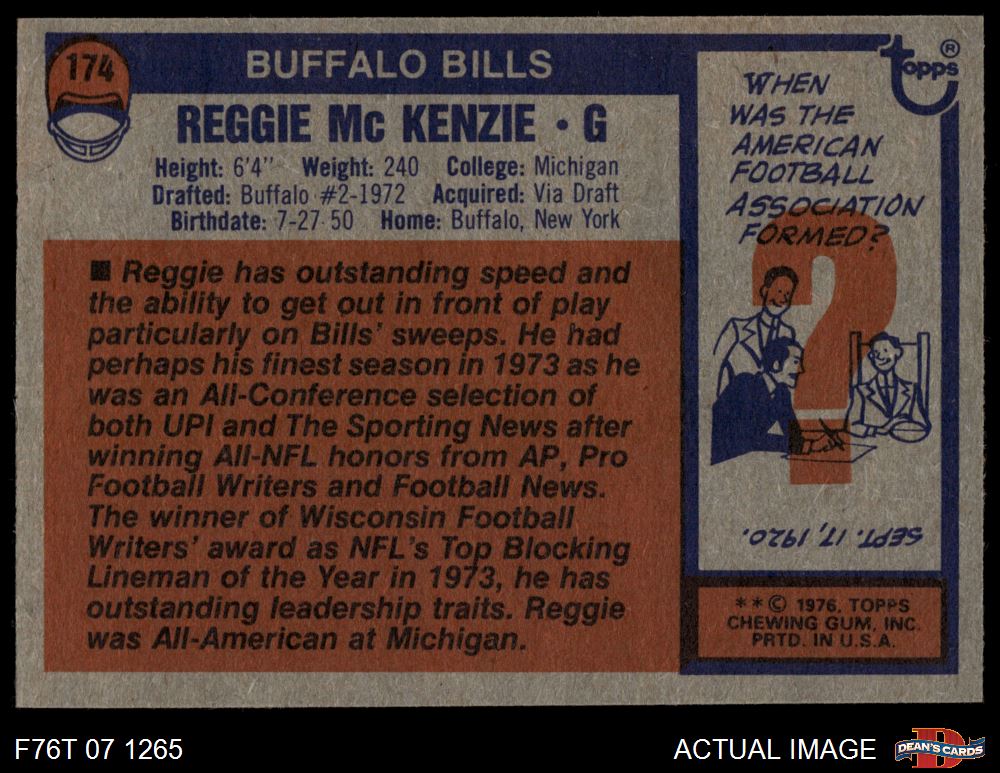 174
BUFFALO BILLS
REGGIE Mc KENZIE • G
Height: 6'4" Weight: 240 College: Michigan
Drafted: Buffalo #2-1972 Acquired: Via Draft
Birthdate: 7-27-50 Home: Buffalo, New York
■ Reggie has outstanding speed and
the ability to get out in front of play
particularly on Bills' sweeps. He had
perhaps his finest season in 1973 as he
was an All-Conference selection of
both UPI and The Sporting News after
winning All-NFL honors from AP, Pro
Football Writers and Football News.
The winner of Wisconsin Football
Writers' award as NFL's Top Blocking
Lineman of the Year in 1973, he has
outstanding leadership traits. Reggie
was All-American at Michigan.
topps ®
WHEN
WAS THE
AMERICAN
FOOTBALL
ASSOCIATION
FORMED?
?
SEPT. 17, 1920.
**© 1976, TOPPS
CHEWING GUM, INC.
PRTD. IN U.S.A.
F76T 07 1265
ACTUAL IMAGE
D
DEAN'S CARDS